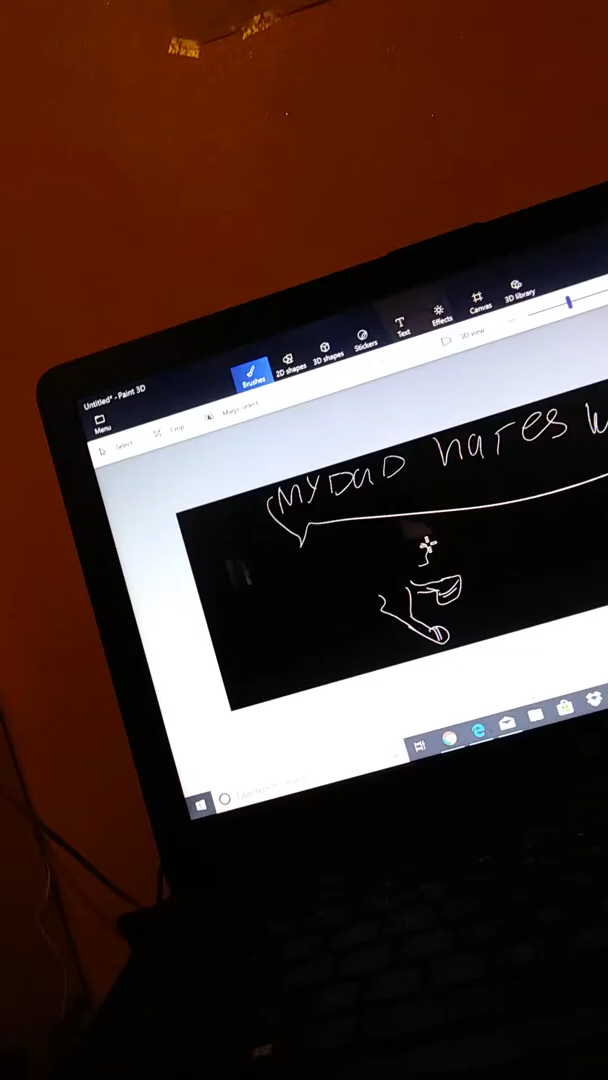 Untitled* - Paint 3D
Menu
Brushes
2D shapes
3D shapes
Stickers
Text
Effects
Canvas
3D library
Select
Crop
Magic select
3D view
MY DaD hates